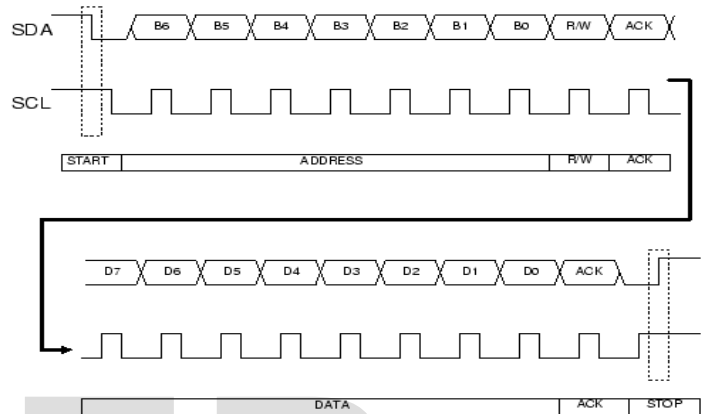 SDA B6 B5 B4 B3 B2 B1 B0 R/W ACK
SCL
START ADDRESS R/W ACK
D7 D6 D5 D4 D3 D2 D1 D0 ACK
DATA ACK STOP